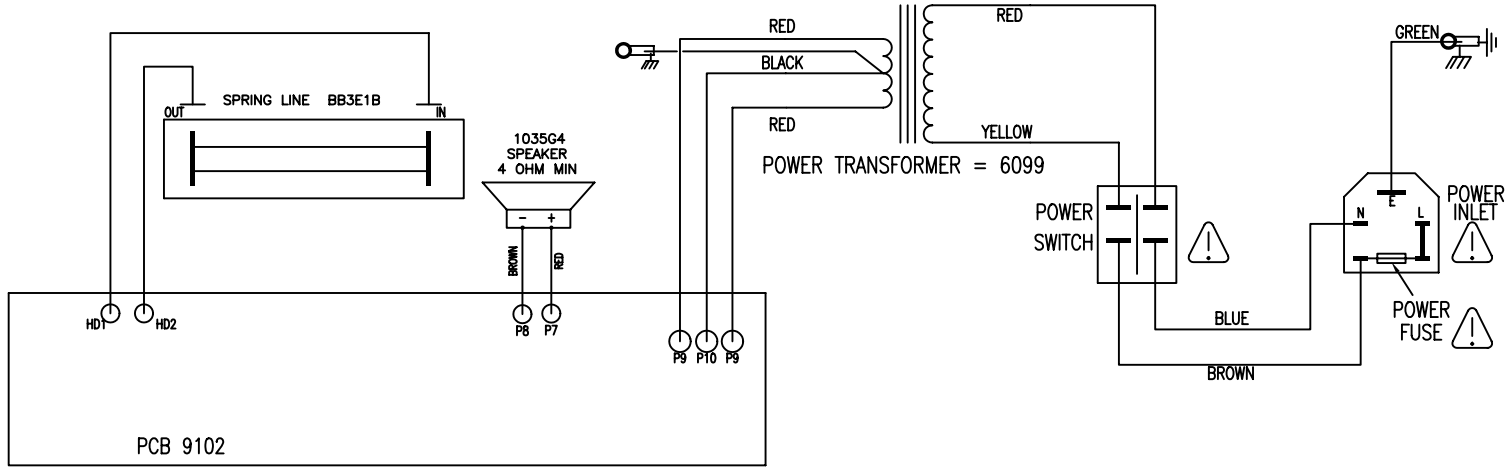 RED
RED
GREEN
BLACK
SPRING LINE BB3E1B
OUT
IN
RED
YELLOW
1035G4
SPEAKER
4 OHM MIN
POWER TRANSFORMER = 6099
- +
BROWN
RED
POWER
SWITCH
E
N
L
POWER
INLET
!
!
POWER
FUSE
!
BLUE
BROWN
HD1
HD2
P8
P7
P9
P10
P9
PCB 9102